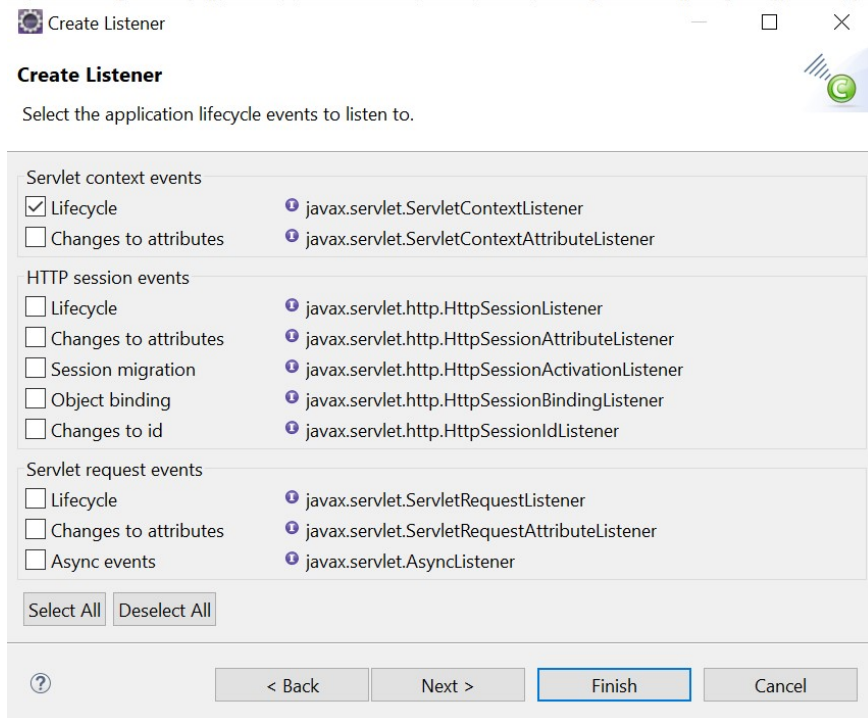 Create Listener
Create Listener
Select the application lifecycle events to listen to.
Servlet context events
Lifecycle javax.servlet.ServletContextListener
Changes to attributes javax.servlet.ServletContextAttributeListener
HTTP session events
Lifecycle javax.servlet.http.HttpSessionListener
Changes to attributes javax.servlet.http.HttpSessionAttributeListener
Session migration javax.servlet.http.HttpSessionActivationListener
Object binding javax.servlet.http.HttpSessionBindingListener
Changes to id javax.servlet.http.HttpSessionIdListener
Servlet request events
Lifecycle javax.servlet.ServletRequestListener
Changes to attributes javax.servlet.ServletRequestAttributeListener
Async events javax.servlet.AsyncListener
Select All Deselect All
? < Back Next > Finish Cancel